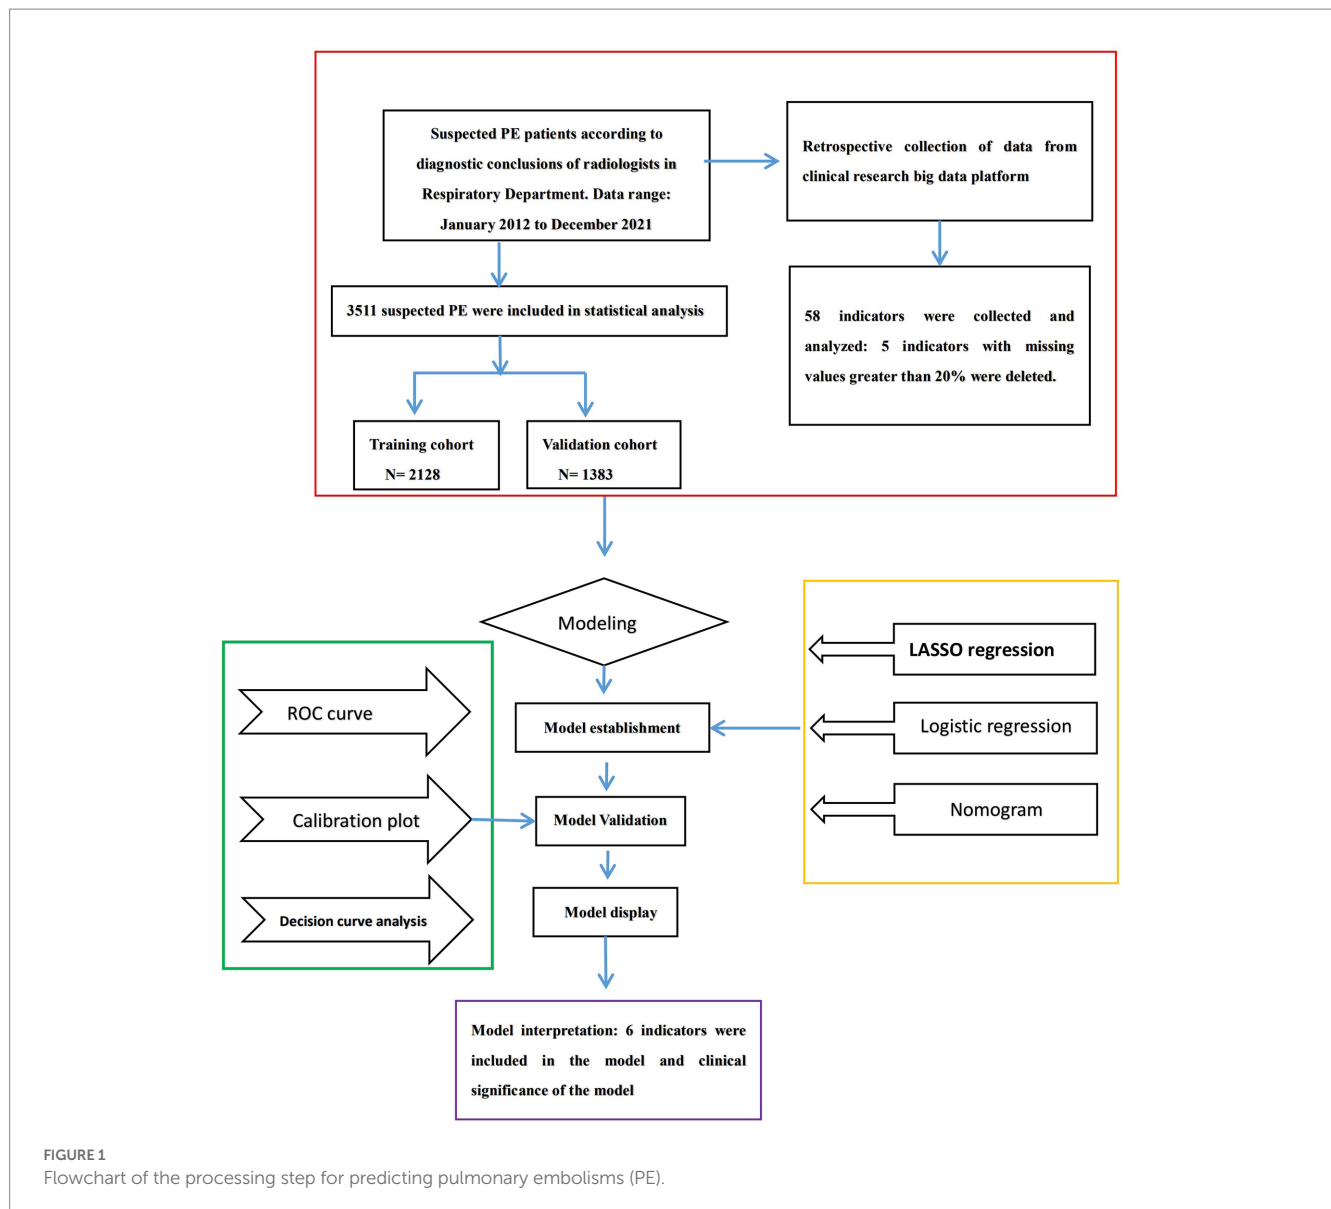 Suspected PE patients according to
diagnostic conclusions of radiologists in
Respiratory Department. Data range:
January 2012 to December 2021
Retrospective collection of data from
clinical research big data platform
3511 suspected PE were included in statistical analysis
58 indicators were collected and
analyzed: 5 indicators with missing
values greater than 20% were deleted.
Training cohort
N= 2128
Validation cohort
N= 1383
Modeling
LASSO regression
Logistic regression
Nomogram
ROC curve
Calibration plot
Decision curve analysis
Model establishment
Model Validation
Model display
Model interpretation: 6 indicators were
included in the model and clinical
significance of the model
FIGURE 1
Flowchart of the processing step for predicting pulmonary embolisms (PE).